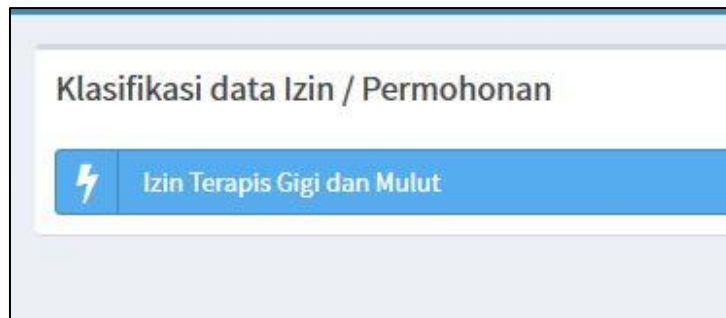 Klasifikasi data Izin / Permohonan
Izin Terapis Gigi dan Mulut